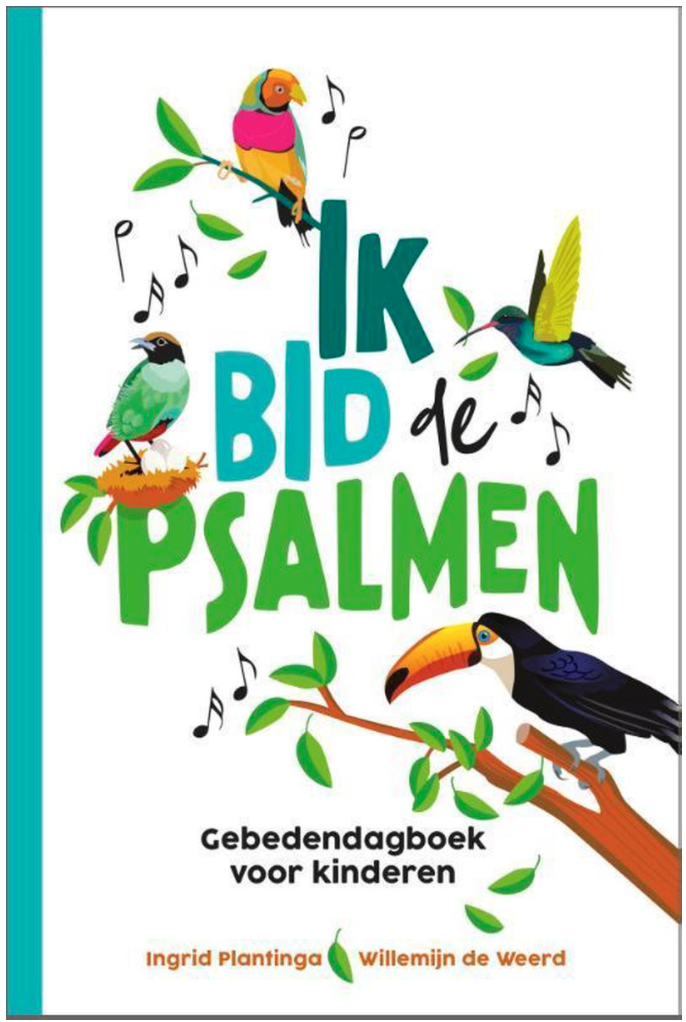 IK
BID de
PSALMEN
Gebedendagboek
voor kinderen
Ingrid Plantinga Willemijn de Weerd